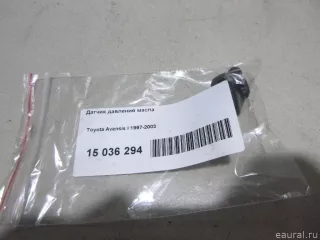 Датчик давления масла
Toyota Avensis I 1997-2003
15 036 294
eaural.ru